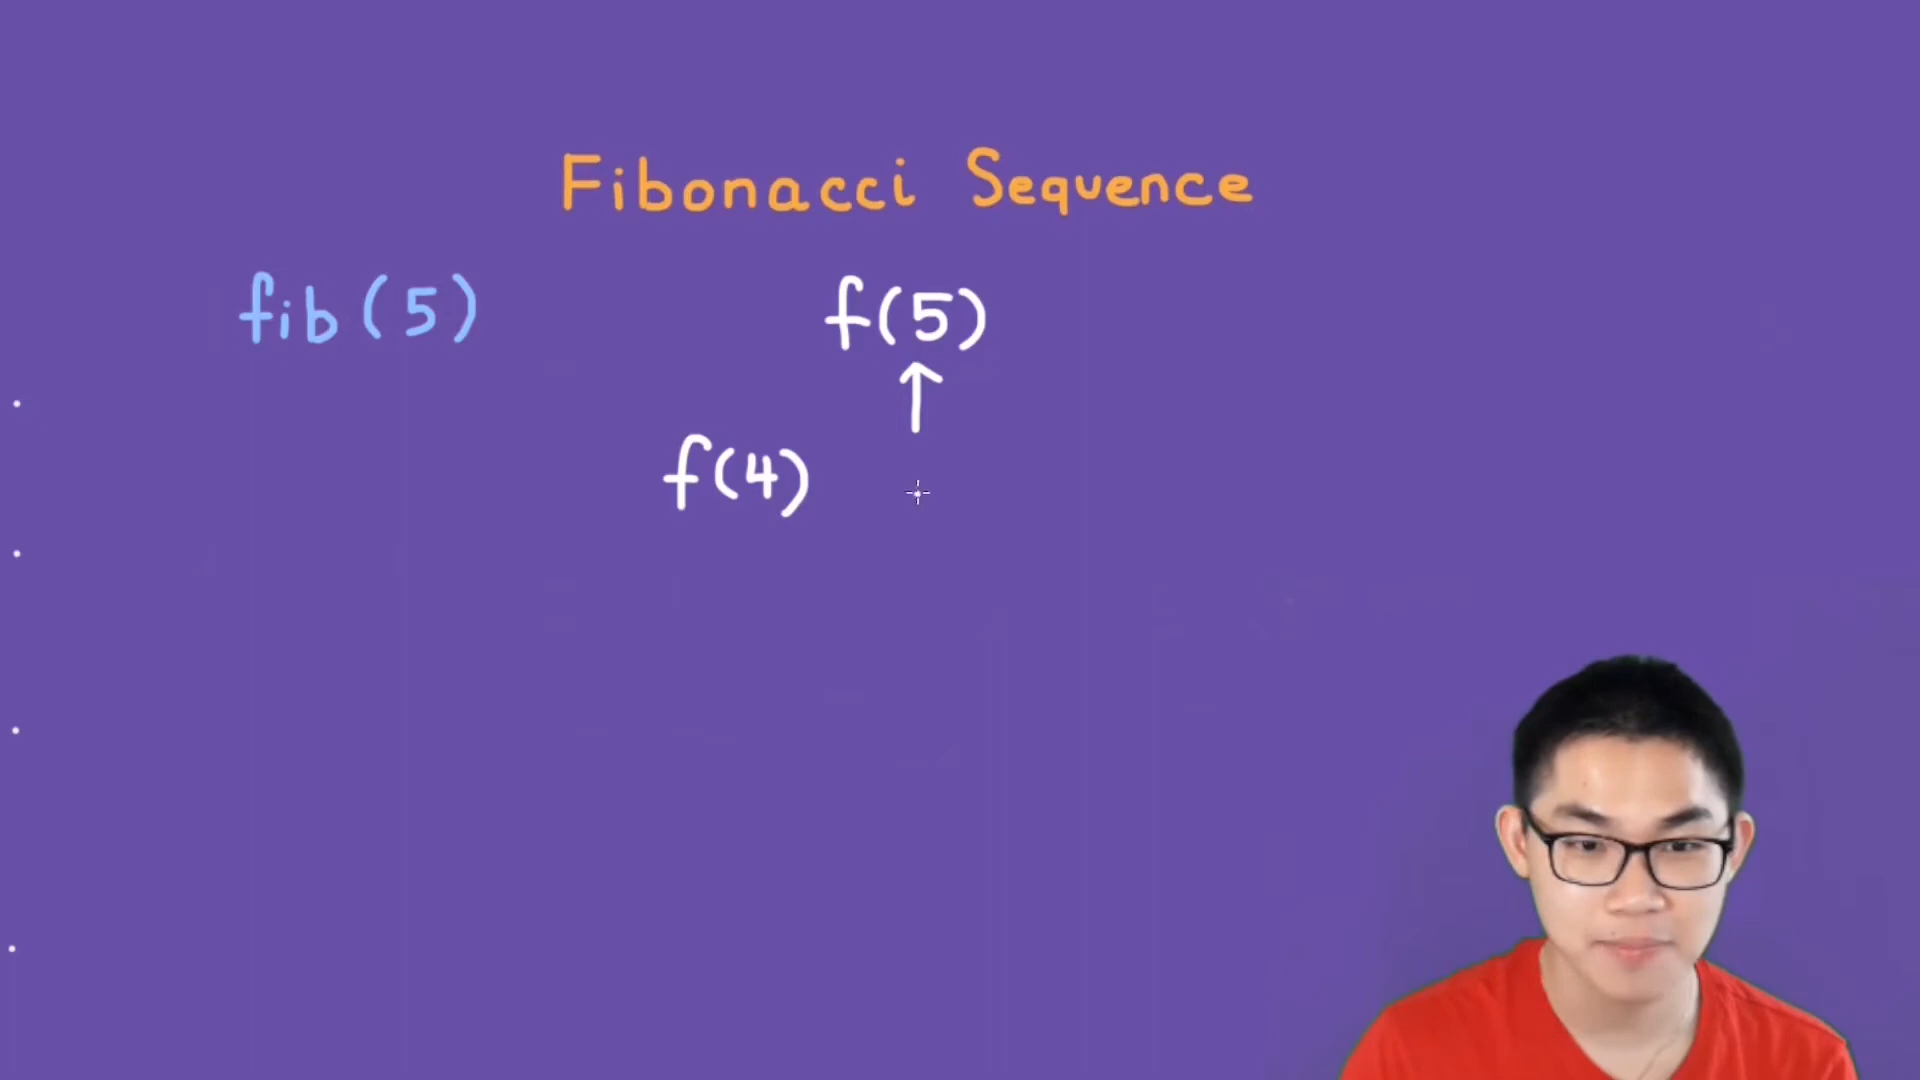 Fibonacci Sequence
fib(5) f(5)
↑
f(4)